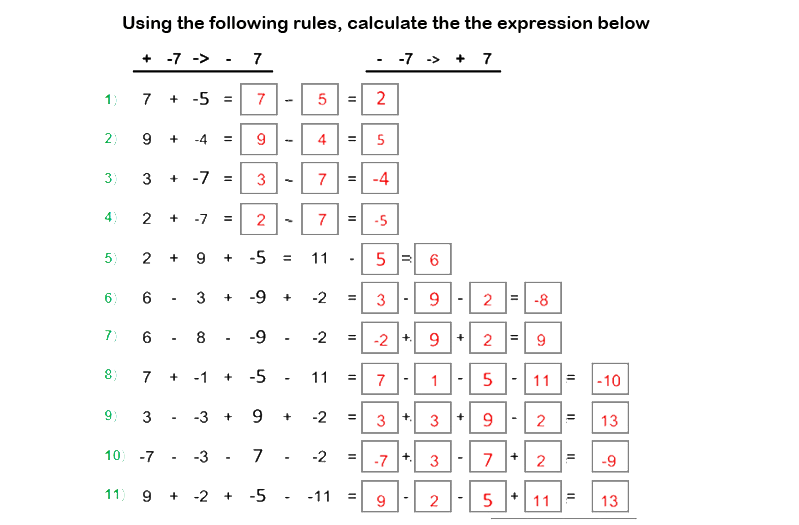 Using the following rules, calculate the the expression below
+ -7 -> - 7 - -7 -> + 7
1) 7 + -5 = 7 - 5 = 2
2) 9 + -4 = 9 - 4 = 5
3) 3 + -7 = 3 - 7 = -4
4) 2 + -7 = 2 - 7 = -5
5) 2 + 9 + -5 = 11 - 5 = 6
6) 6 - 3 + -9 + -2 = 3 - 9 - 2 = -8
7) 6 - 8 - -9 - -2 = -2 + 9 + 2 = 9
8) 7 + -1 + -5 - 11 = 7 - 1 - 5 - 11 = -10
9) 3 - -3 + 9 + -2 = 3 + 3 + 9 - 2 = 13
10) -7 - -3 - 7 - -2 = -7 + 3 - 7 + 2 = -9
11) 9 + -2 + -5 - -11 = 9 - 2 - 5 + 11 = 13